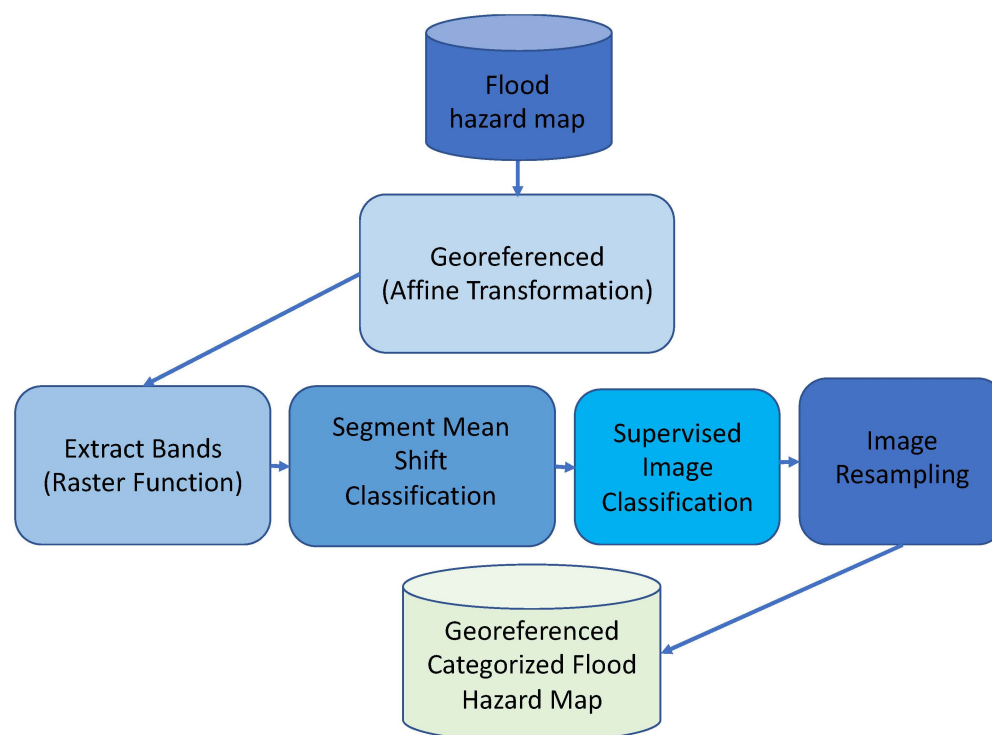 Flood
hazard map
Georeferenced
(Affine Transformation)
Extract Bands
(Raster Function)
Segment Mean
Shift
Classification
Supervised
Image
Classification
Image
Resampling
Georeferenced
Categorized Flood
Hazard Map